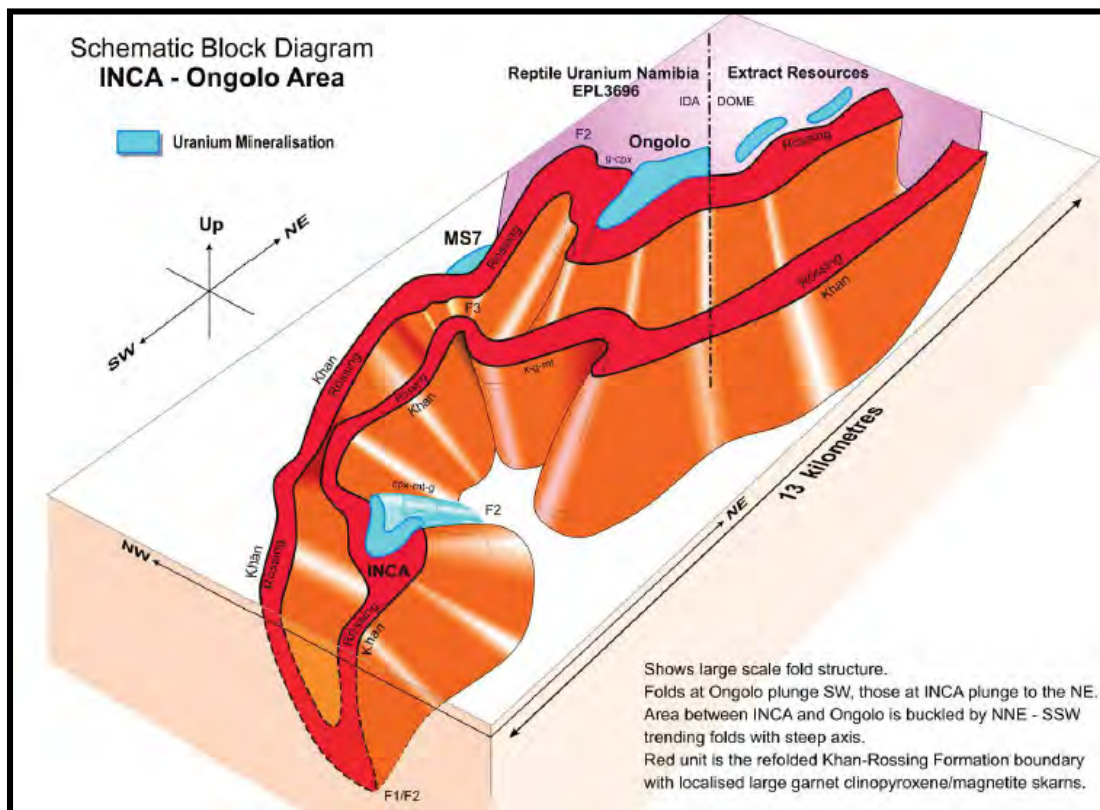 Schematic Block Diagram
INCA - Ongolo Area
Uranium Mineralisation
Reptile Uranium Namibia
EPL3696
Extract Resources
IDA
DOME
F2
g-cpx
Ongolo
Rossing
Up
NE
SW
MS7
Rossing
F3
Rossing
Khan
Khan
Rossing
Rossing
Khan
x-g-mt
13 kilometres
NE
cpx-mt-g
F2
NW
Khan
Rossing
INCA
Rossing
Khan
F1/F2
Shows large scale fold structure.
Folds at Ongolo plunge SW, those at INCA plunge to the NE.
Area between INCA and Ongolo is buckled by NNE - SSW
trending folds with steep axis.
Red unit is the refolded Khan-Rossing Formation boundary
with localised large garnet clinopyroxene/magnetite skarns.